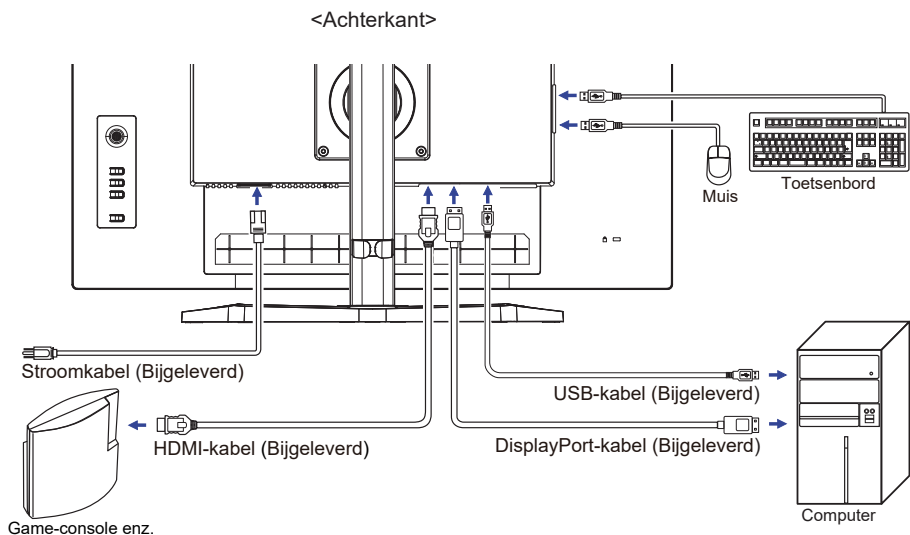 <Achterkant>
Muis
Toetsenbord
Stroomkabel (Bijgeleverd)
USB-kabel (Bijgeleverd)
HDMI-kabel (Bijgeleverd)
DisplayPort-kabel (Bijgeleverd)
Computer
Game-console enz.